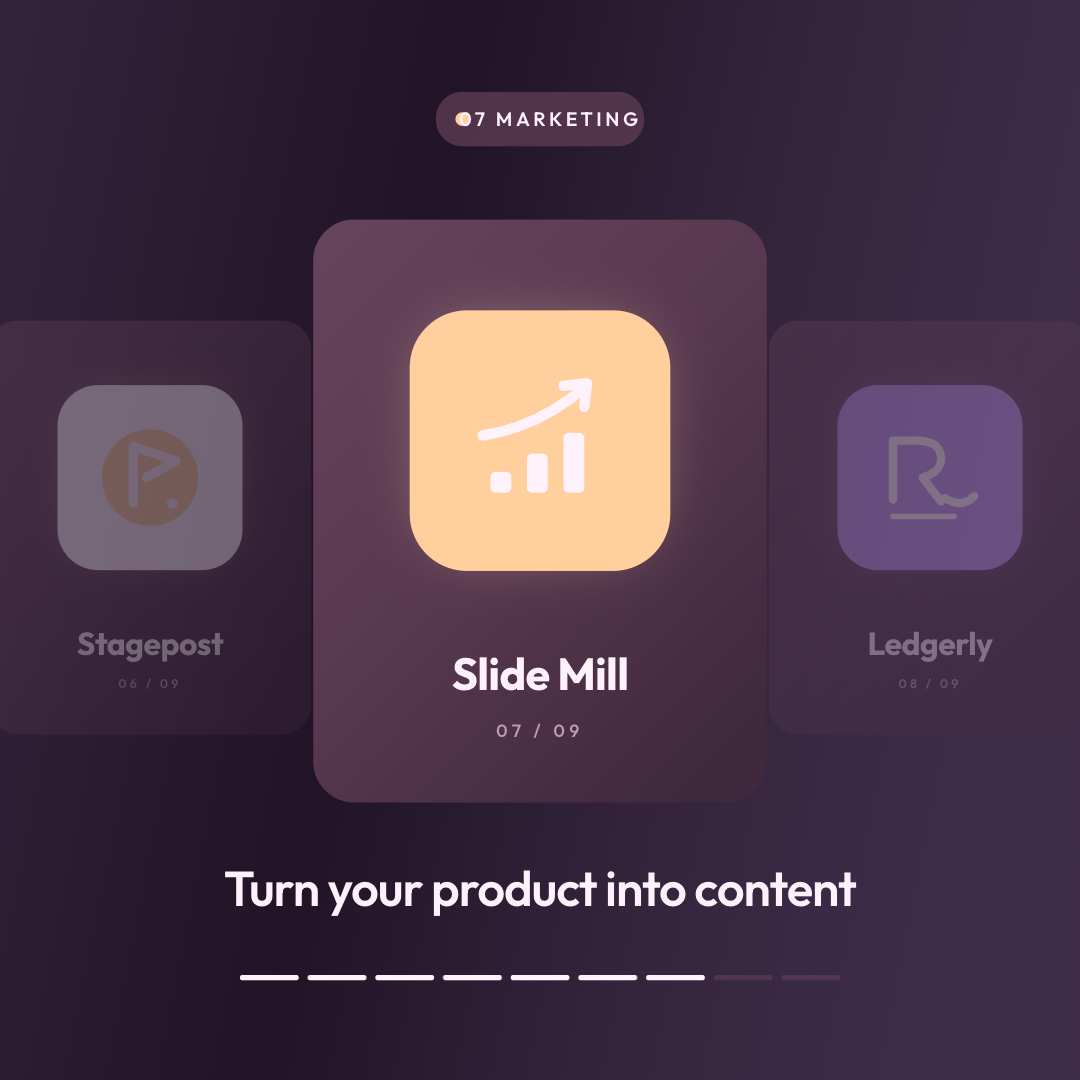 07 MARKETING
Stagepost
06 / 09
Slide Mill
07 / 09
Ledgerly
08 / 09
Turn your product into content